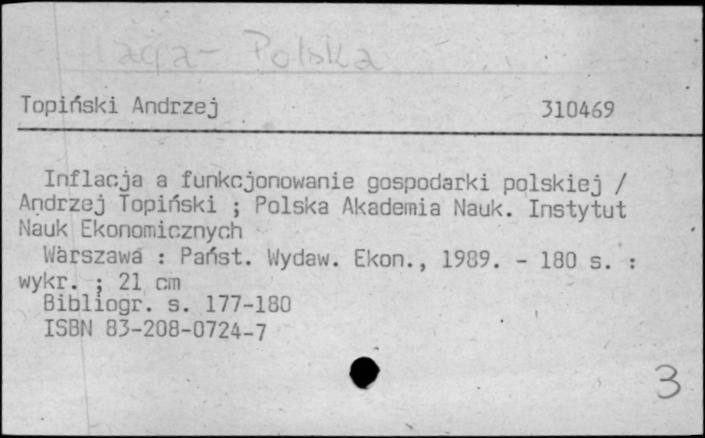 Polska
Topiński Andrzej 310469
Inflacja a funkcjonowanie gospodarki polskiej /
Andrzej Topiński ; Polska Akademia Nauk. Instytut
Nauk Ekonomicznych
Warszawa : Państ. Wydaw. Ekon., 1989. - 180 s. :
wykr. ; 21 cm
Bibliogr. s. 177-180
ISBN 83-208-0724-7
3